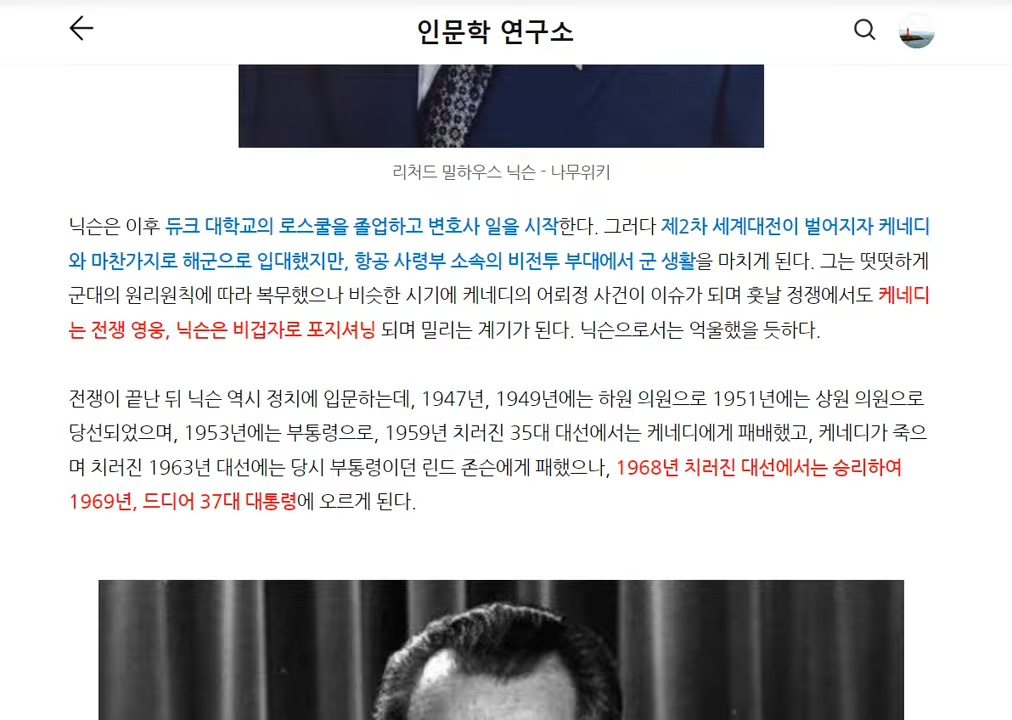 인문학 연구소
리처드 밀하우스 닉슨 - 나무위키
닉슨은 이후 듀크 대학교의 로스쿨을 졸업하고 변호사 일을 시작한다. 그러다 제2차 세계대전이 벌어지자 케네디
와 마찬가지로 해군으로 입대했지만, 항공 사령부 소속의 비전투 부대에서 군 생활을 마치게 된다. 그는 떳떳하게
군대의 원리원칙에 따라 복무했으나 비슷한 시기에 케네디의 어뢰정 사건이 이슈가 되며 훗날 정쟁에서도 케네디
는 전쟁 영웅, 닉슨은 비겁자로 포지셔닝 되며 밀리는 계기가 된다. 닉슨으로서는 억울했을 듯하다.
전쟁이 끝난 뒤 닉슨 역시 정치에 입문하는데, 1947년, 1949년에는 하원 의원으로 1951년에는 상원 의원으로
당선되었으며, 1953년에는 부통령으로, 1959년 치러진 35대 대선에서는 케네디에게 패배했고, 케네디가 죽으
며 치러진 1963년 대선에는 당시 부통령이던 린드 존슨에게 패했으나, 1968년 치러진 대선에서는 승리하여
1969년, 드디어 37대 대통령에 오르게 된다.